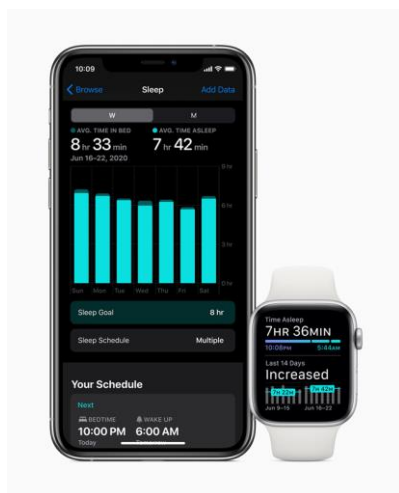 10:09
Browse Sleep Add Data
W M
AVG. TIME IN BED AVG. TIME ASLEEP
8 hr 33 min 7 hr 42 min
Jun 16–22, 2020
9 hr
6 hr
3 hr
0 hr
Sun Mon Tue Wed Thu Fri Sat
Sleep Goal 8 hr
Sleep Schedule Multiple
Your Schedule
Next
BEDTIME WAKE UP
10:00 PM 6:00 AM
Today Tomorrow
Time Asleep
7HR 36MIN
10:08PM 5:44AM
Last 14 Days
Increased
7H 22M 7H 42M
Jun 9–15 Jun 16–22